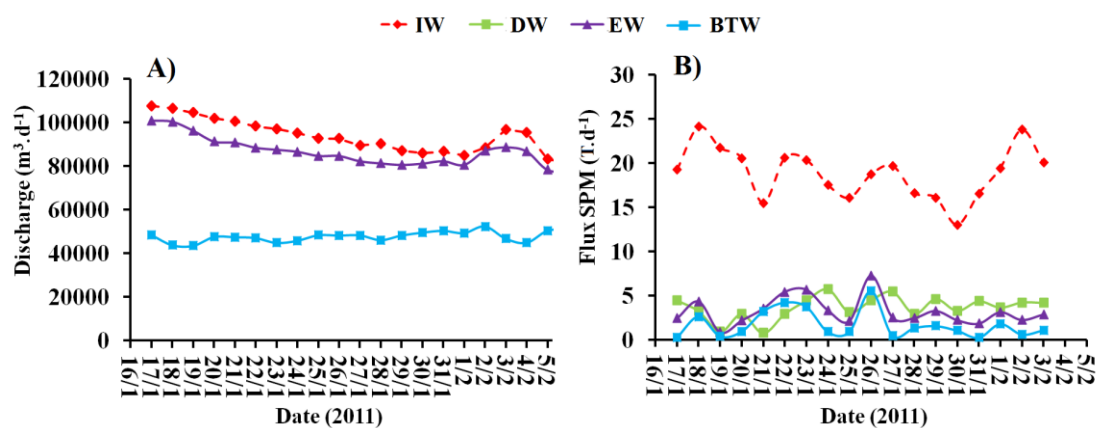 IW DW EW BTW
A)
Discharge (m³.d⁻¹)
120000
100000
80000
60000
40000
20000
0
16/1 17/1 18/1 19/1 20/1 21/1 22/1 23/1 24/1 25/1 26/1 27/1 28/1 29/1 30/1 31/1 1/2 2/2 3/2 4/2 5/2
Date (2011)
B)
Flux SPM (T.d⁻¹)
30
25
20
15
10
5
0
16/1 17/1 18/1 19/1 20/1 21/1 22/1 23/1 24/1 25/1 26/1 27/1 28/1 29/1 30/1 31/1 1/2 2/2 3/2 4/2 5/2
Date (2011)